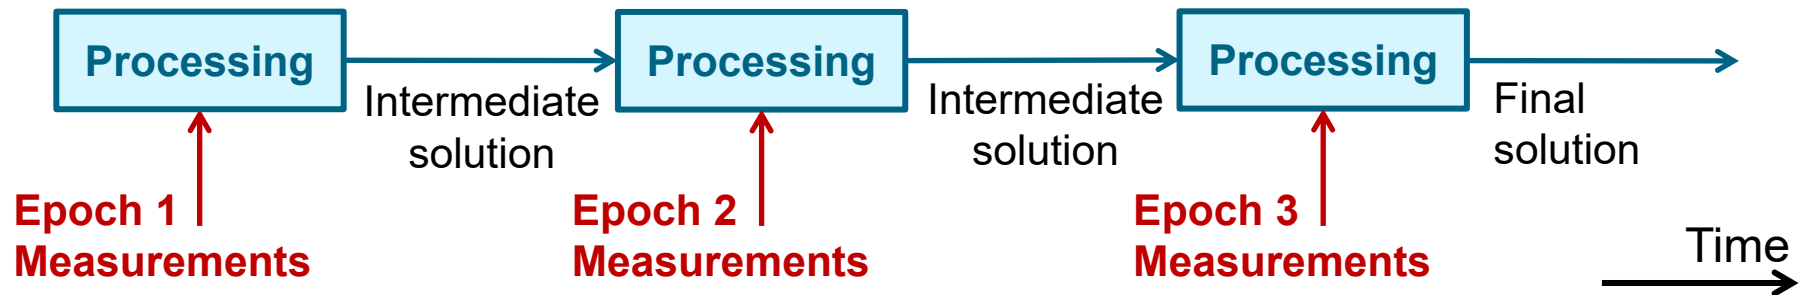 Processing
Processing
Processing
Intermediate
solution
Intermediate
solution
Final
solution
Epoch 1
Measurements
Epoch 2
Measurements
Epoch 3
Measurements
Time